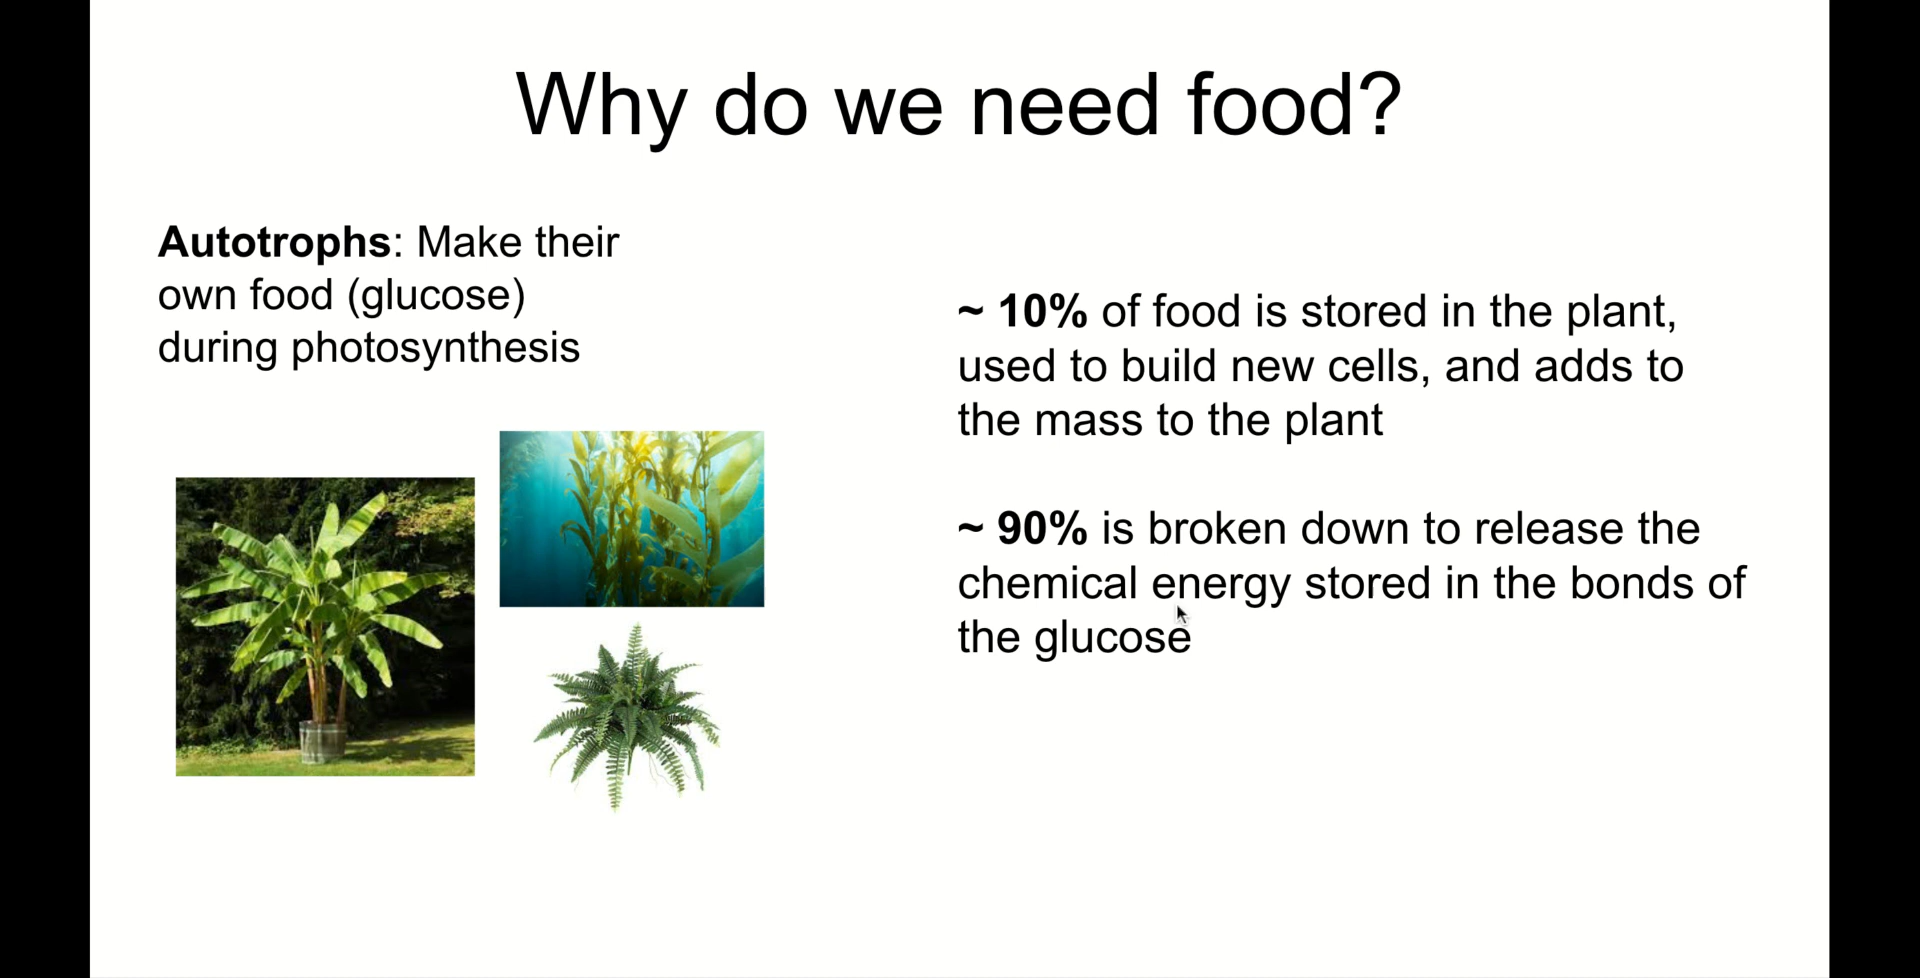 Why do we need food?
Autotrophs: Make their
own food (glucose)
during photosynthesis
~ 10% of food is stored in the plant,
used to build new cells, and adds to
the mass to the plant
~ 90% is broken down to release the
chemical energy stored in the bonds of
the glucose